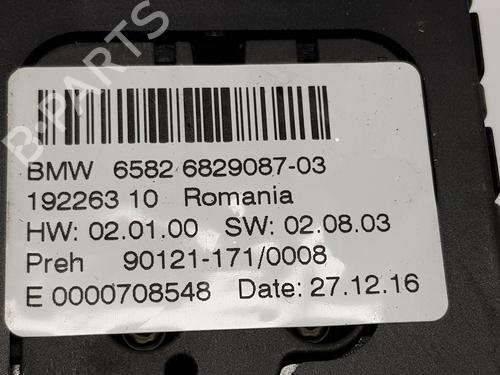 B-PARTS
BMW 6582 6829087-03
192263 10 Romania
HW: 02.01.00 SW: 02.08.03
Preh 90121-171/0008
E 0000708548 Date: 27.12.16